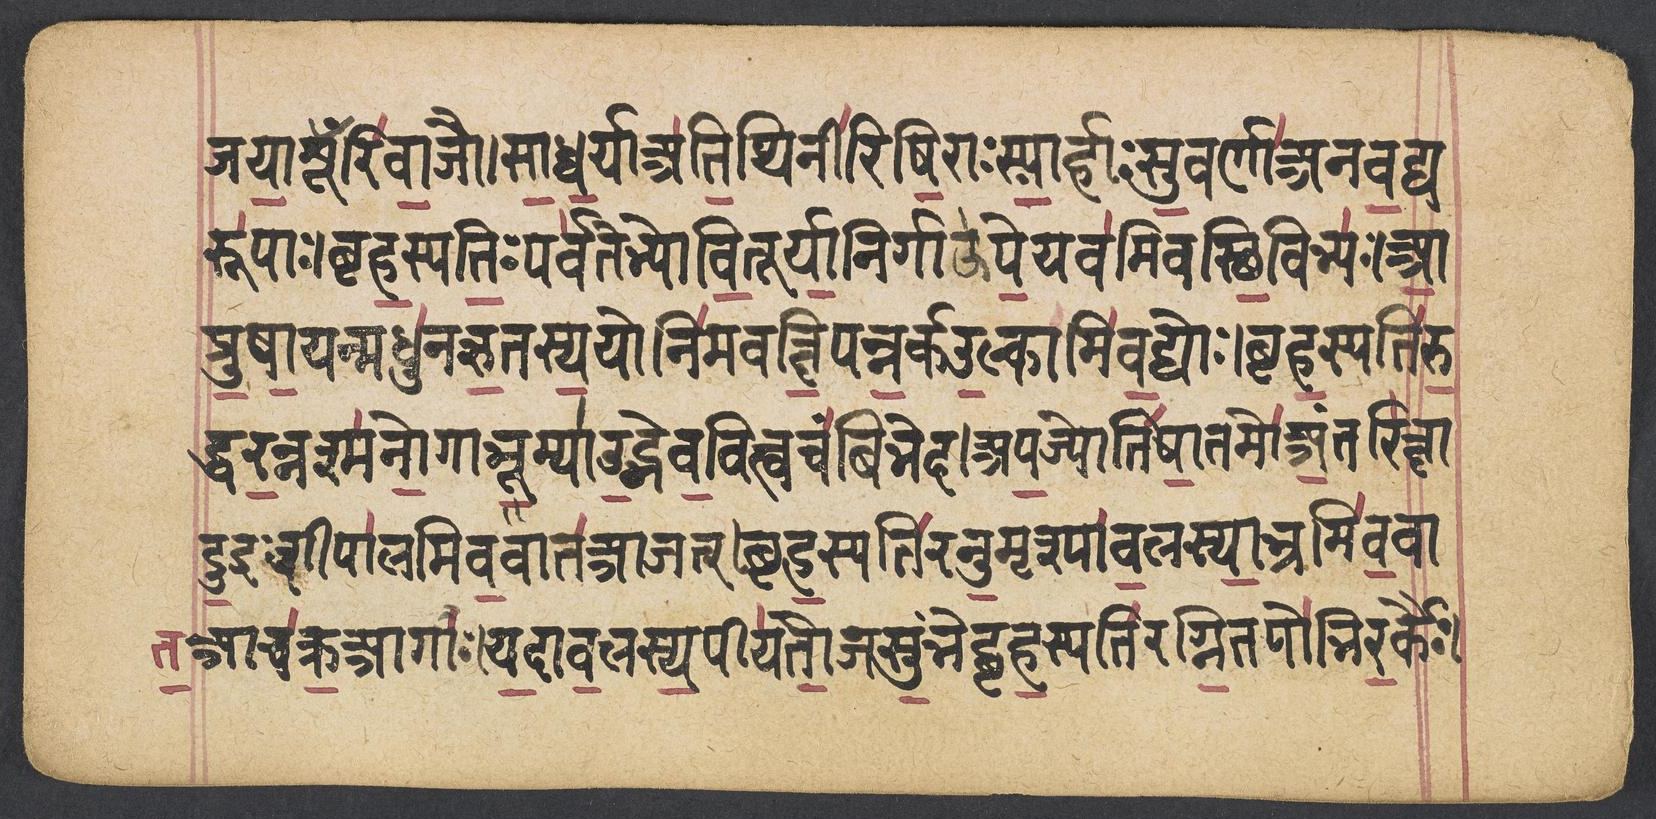 जयाशूँरिवाजौ।साध्वर्याअतिथिनीरिषिराःस्पार्हाःसुवर्णाअनवद्य
रूपाः।बृहस्पतिःपर्वतेभ्योवितूर्यानिर्गाऊपेयवमिवस्थिविभ्यः।आ
प्रुषायन्मधुनऋतस्ययोनिमवक्षिपन्नर्कउल्कामिवद्योः।बृहस्पतिरु
द्धरन्नश्मनोगाभूम्याउद्नेववित्वचंबिभेद।अपज्योतिषातमोअंतरिक्षा
दुद्नःशीपालमिववातआजत्।बृहस्पतिरनुमृश्यावलस्याभ्रमिववा
तआचक्रआगाः।यदावलस्यपीयतोजसुंभेद्बृहस्पतिरग्नितपोभिरर्कैः।